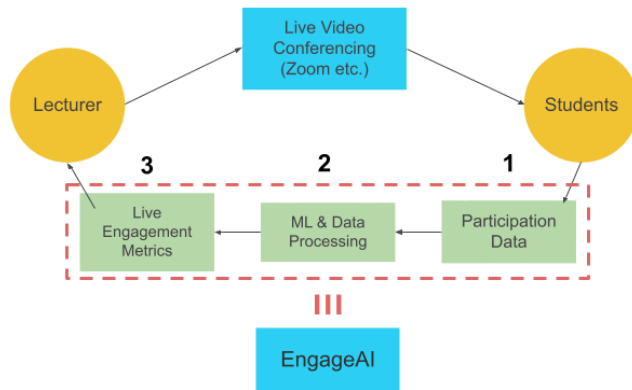 Live Video
Conferencing
(Zoom etc.)
Lecturer
Students
3
2
1
Live
Engagement
Metrics
ML & Data
Processing
Participation
Data
EngageAI